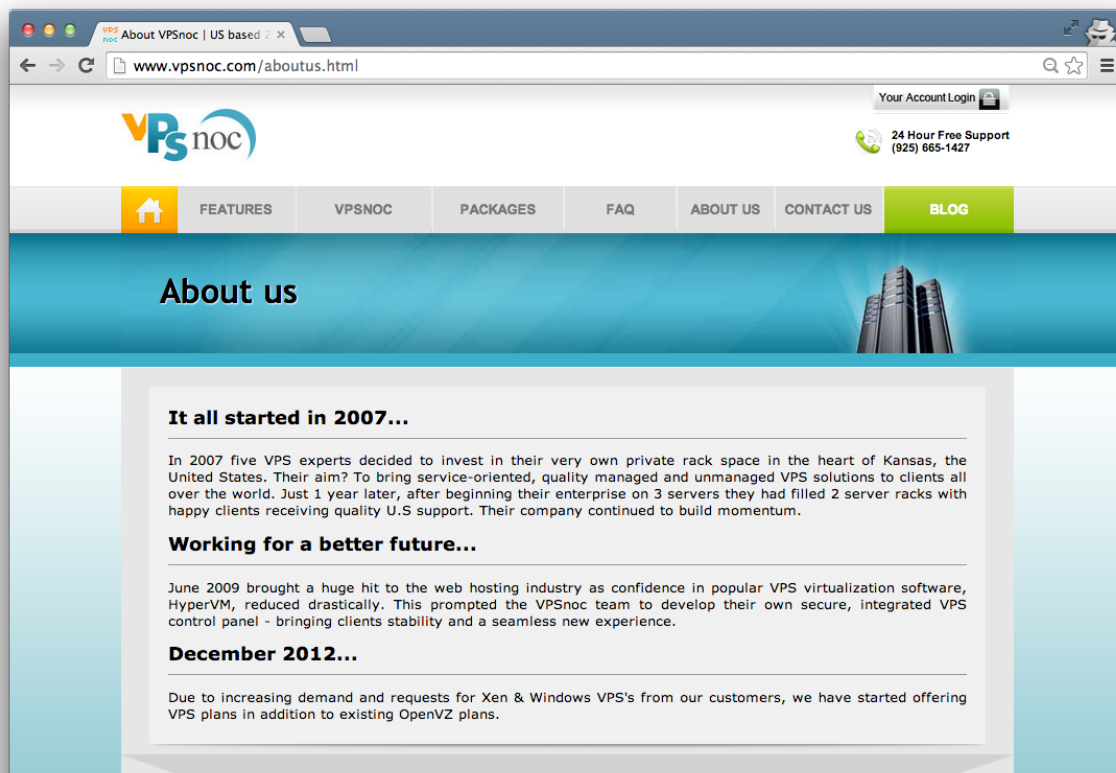 VPS
noc
About VPSnoc | US based 2
www.vpsnoc.com/aboutus.html
Your Account Login
VPS noc
24 Hour Free Support
(925) 665-1427
FEATURES
VPSNOC
PACKAGES
FAQ
ABOUT US
CONTACT US
BLOG
About us
It all started in 2007...
In 2007 five VPS experts decided to invest in their very own private rack space in the heart of Kansas, the
United States. Their aim? To bring service-oriented, quality managed and unmanaged VPS solutions to clients all
over the world. Just 1 year later, after beginning their enterprise on 3 servers they had filled 2 server racks with
happy clients receiving quality U.S support. Their company continued to build momentum.
Working for a better future...
June 2009 brought a huge hit to the web hosting industry as confidence in popular VPS virtualization software,
HyperVM, reduced drastically. This prompted the VPSnoc team to develop their own secure, integrated VPS
control panel - bringing clients stability and a seamless new experience.
December 2012...
Due to increasing demand and requests for Xen & Windows VPS's from our customers, we have started offering
VPS plans in addition to existing OpenVZ plans.